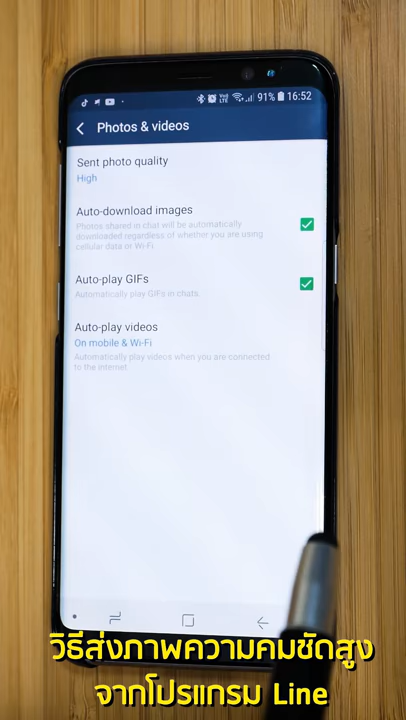 91% 16:52
Photos & videos
Sent photo quality
High
Auto-download images
Photos shared in chat will be automatically
downloaded regardless of whether you are using
cellular data or Wi-Fi.
Auto-play GIFs
Automatically play GIFs in chats.
Auto-play videos
On mobile & Wi-Fi
Automatically play videos when you are connected
to the internet.
วิธีส่งภาพความคมชัดสูง
จากโปรแกรม Line